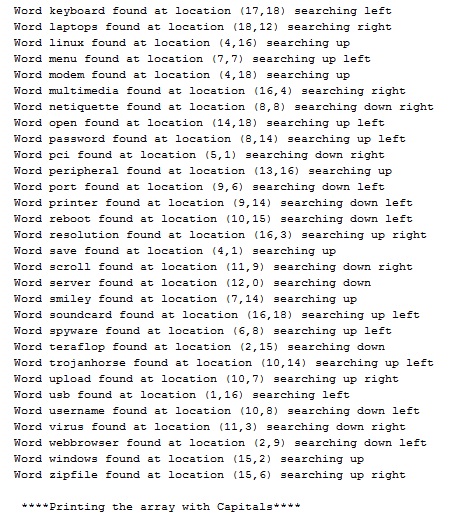 Word keyboard found at location (17,18) searching left
Word laptops found at location (18,12) searching right
Word linux found at location (4,16) searching up
Word menu found at location (7,7) searching up left
Word modem found at location (4,18) searching up
Word multimedia found at location (16,4) searching right
Word netiquette found at location (8,8) searching down right
Word open found at location (14,18) searching up left
Word password found at location (8,14) searching up left
Word pci found at location (5,1) searching down right
Word peripheral found at location (13,16) searching up
Word port found at location (9,6) searching down left
Word printer found at location (9,14) searching down left
Word reboot found at location (10,15) searching down left
Word resolution found at location (16,3) searching up right
Word save found at location (4,1) searching up
Word scroll found at location (11,9) searching down right
Word server found at location (12,0) searching down
Word smiley found at location (7,14) searching up
Word soundcard found at location (16,18) searching up left
Word spyware found at location (6,8) searching up left
Word teraflop found at location (2,15) searching down
Word trojanhorse found at location (10,14) searching up left
Word upload found at location (10,7) searching up right
Word usb found at location (1,16) searching left
Word username found at location (10,8) searching down left
Word virus found at location (11,3) searching down right
Word webbrowser found at location (2,9) searching down left
Word windows found at location (15,2) searching up
Word zipfile found at location (15,6) searching up right
****Printing the array with Capitals****